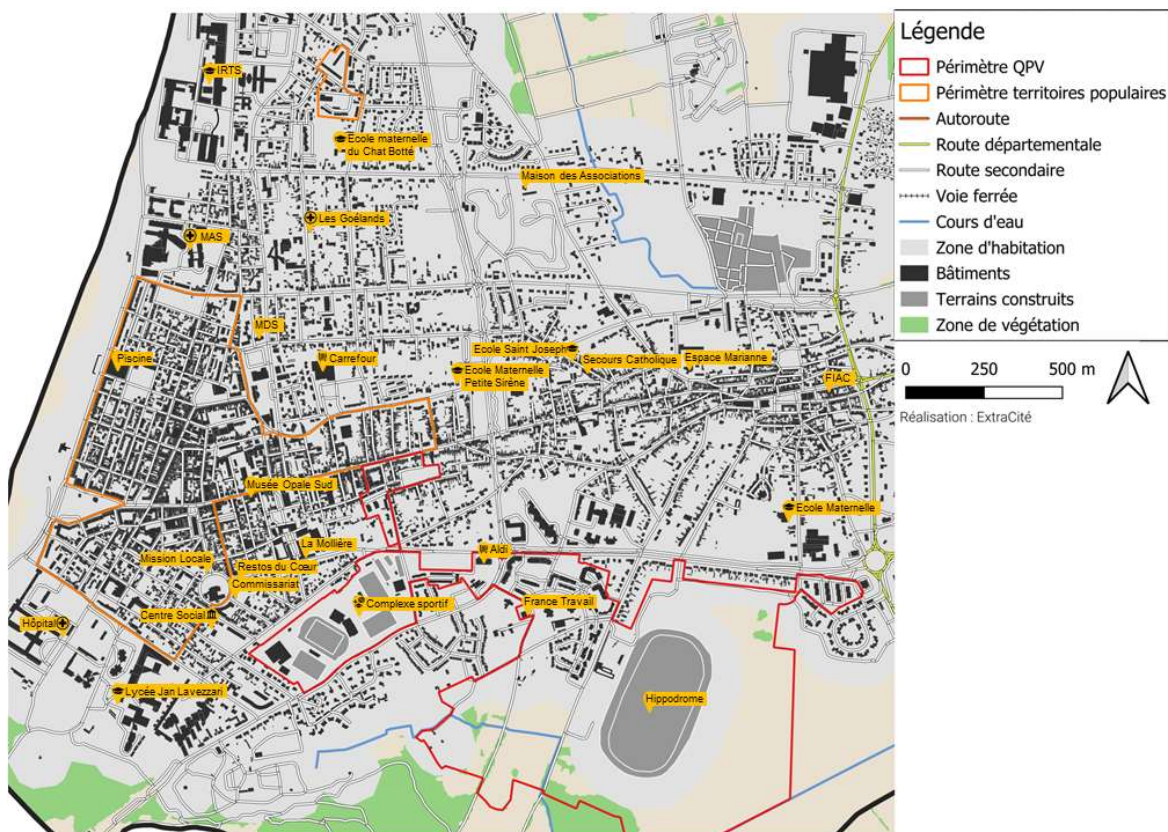 IRTS
Ecole maternelle
du Chat Botté
Maison des Associations
Les Goélands
MAS
MDS
Piscine
Carrefour
Ecole Saint Joseph
Ecole Maternelle
Petite Sirène
Secours Catholique
Espace Marianne
FIAC
Musée Opale Sud
Ecole Maternelle
La Mollière
Mission Locale
Restos du Cœur
Aldi
Commissariat
Centre Social
Complexe sportif
France Travail
Hôpital
Lycée Jan Lavezzari
Hippodrome
Légende
Périmètre QPV
Périmètre territoires populaires
Autoroute
Route départementale
Route secondaire
Voie ferrée
Cours d'eau
Zone d'habitation
Bâtiments
Terrains construits
Zone de végétation
0 250 500 m
Réalisation : ExtraCité